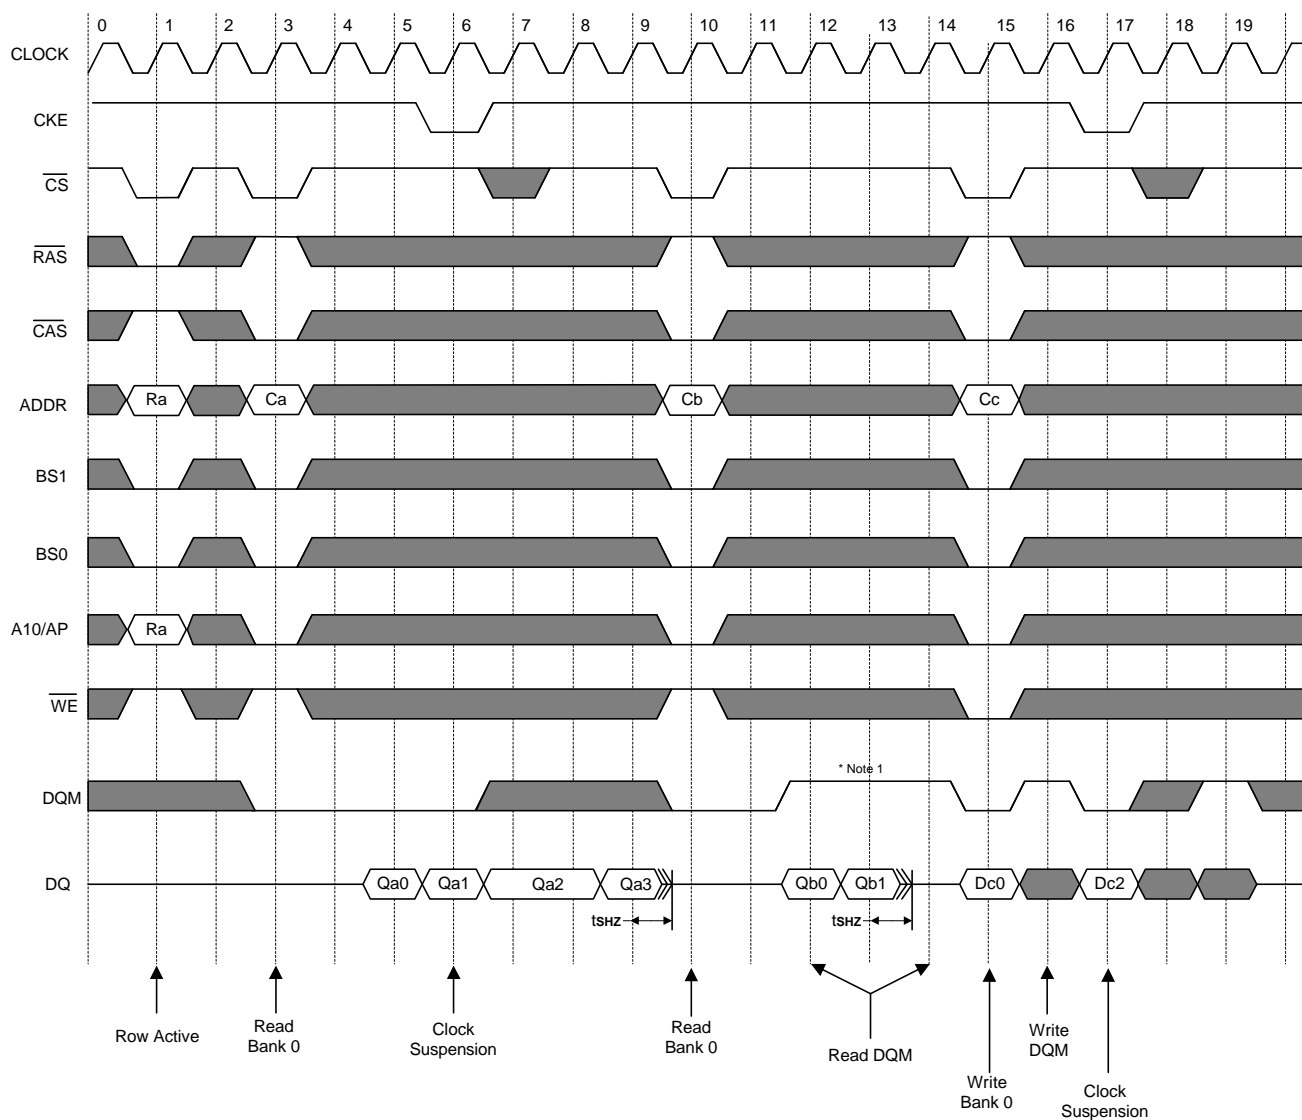 0 1 2 3 4 5 6 7 8 9 10 11 12 13 14 15 16 17 18 19
CLOCK
CKE
CS
RAS
CAS
ADDR Ra Ca Cb Cc
BS1
BS0
A10/AP Ra
WE
* Note 1
DQM
DQ Qa0 Qa1 Qa2 Qa3 Qb0 Qb1 Dc0 Dc2
tSHZ tSHZ
Row Active
Read
Bank 0
Clock
Suspension
Read
Bank 0
Read DQM
Write
Bank 0
Write
DQM
Clock
Suspension